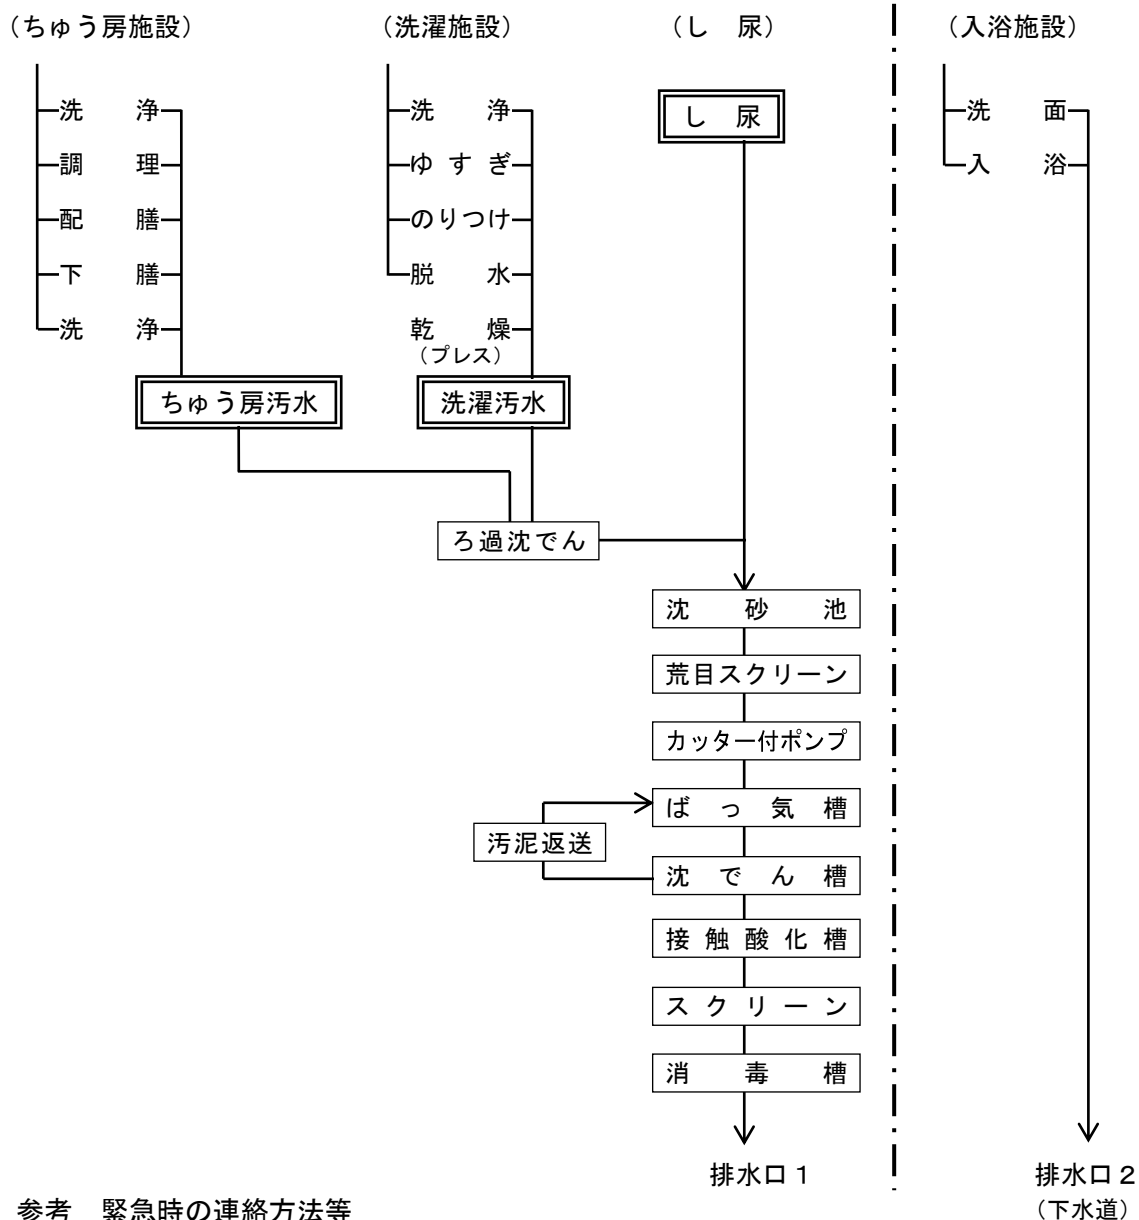 (ちゅう房施設)
洗 浄
調 理
配 膳
下 膳
洗 浄
ちゅう房汚水
(洗濯施設)
洗 浄
ゆ す ぎ
のりつけ
脱 水
乾 燥
(プレス)
洗濯汚水
ろ過沈でん
(し 尿)
し 尿
沈 砂 池
荒目スクリーン
カッター付ポンプ
ば っ 気 槽
汚泥返送
沈 で ん 槽
接 触 酸 化 槽
ス ク リ ー ン
消 毒 槽
排水口1
(入浴施設)
洗 面
入 浴
排水口2
(下水道)
参考 緊急時の連絡方法等